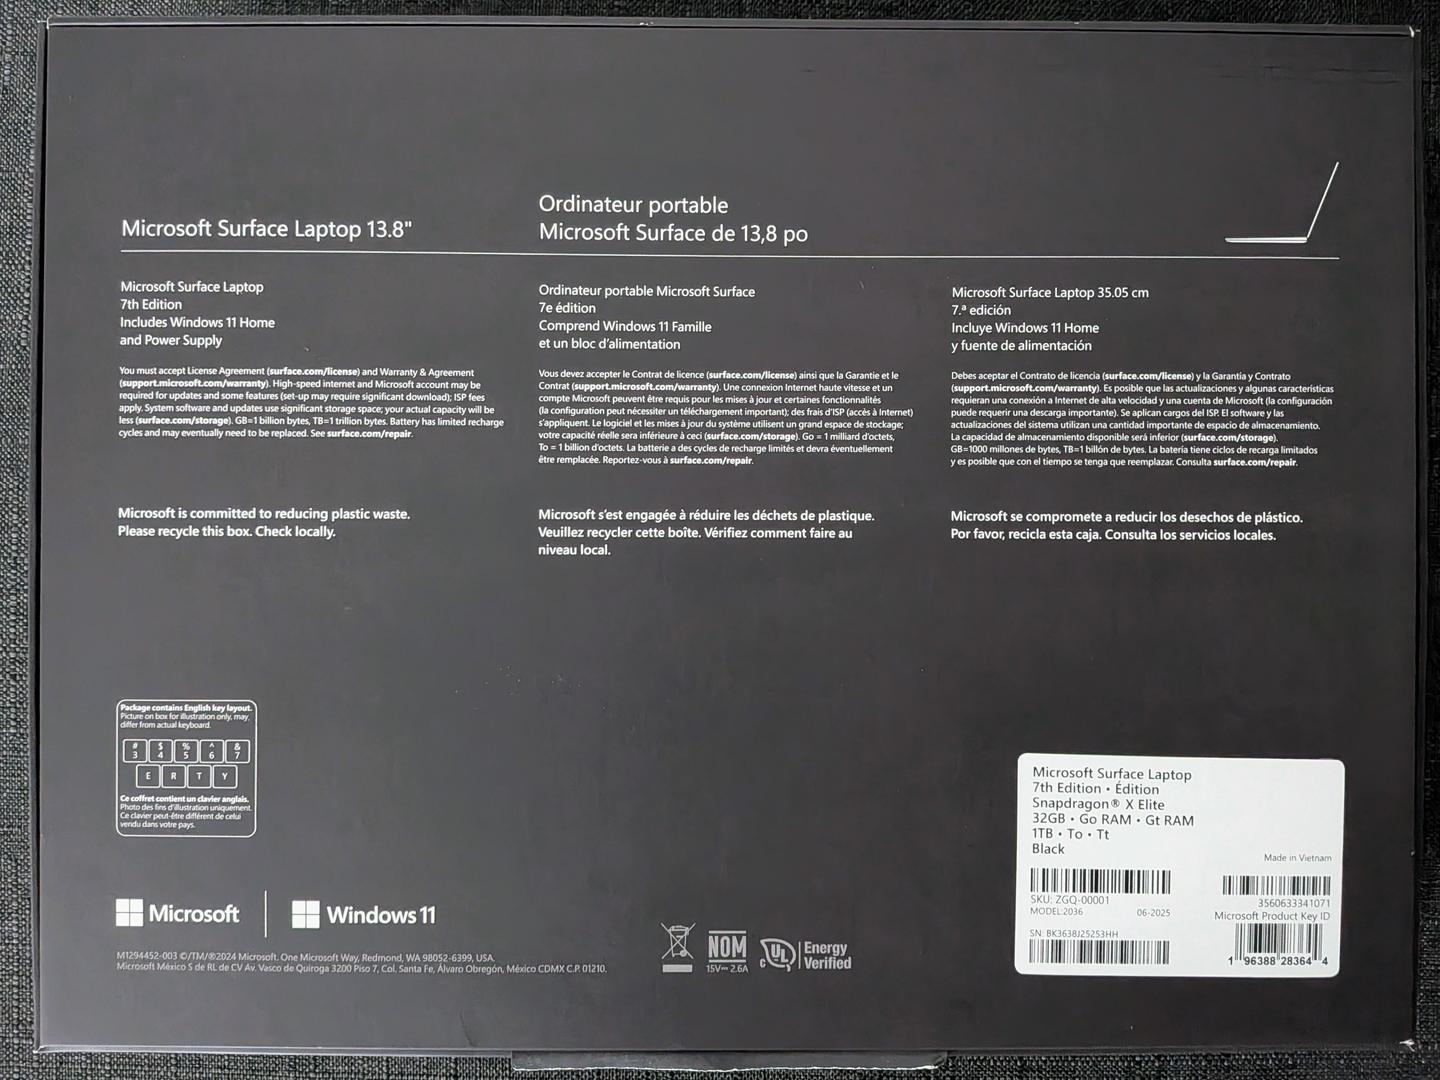 Microsoft Surface Laptop 13.8"
Ordinateur portable
Microsoft Surface de 13,8 po
Microsoft Surface Laptop
7th Edition
Includes Windows 11 Home
and Power Supply
You must accept License Agreement (surface.com/license) and Warranty & Agreement
(support.microsoft.com/warranty). High-speed internet and Microsoft account may be
required for updates and some features (set-up may require significant download); ISP fees
apply. System software and updates use significant storage space; your actual capacity will be
less (surface.com/storage). GB=1 billion bytes, TB=1 trillion bytes. Battery has limited recharge
cycles and may eventually need to be replaced. See surface.com/repair.
Microsoft is committed to reducing plastic waste.
Please recycle this box. Check locally.
Ordinateur portable Microsoft Surface
7e édition
Comprend Windows 11 Famille
et un bloc d'alimentation
Vous devez accepter le Contrat de licence (surface.com/license) ainsi que la Garantie et le
Contrat (support.microsoft.com/warranty). Une connexion Internet haute vitesse et un
compte Microsoft peuvent être requis pour les mises à jour et certaines fonctionnalités
(la configuration peut nécessiter un téléchargement important); des frais d'ISP (accès à Internet)
s'appliquent. Le logiciel et les mises à jour du système utilisent un grand espace de stockage;
votre capacité réelle sera inférieure à ceci (surface.com/storage). Go = 1 milliard d'octets,
To = 1 billion d'octets. La batterie a des cycles de recharge limités et devra éventuellement
être remplacée. Reportez-vous à surface.com/repair.
Microsoft s'est engagée à réduire les déchets de plastique.
Veuillez recycler cette boîte. Vérifiez comment faire au
niveau local.
Microsoft Surface Laptop 35.05 cm
7.ª edición
Incluye Windows 11 Home
y fuente de alimentación
Debes aceptar el Contrato de licencia (surface.com/license) y la Garantía y Contrato
(support.microsoft.com/warranty). Es posible que las actualizaciones y algunas características
requieran una conexión a Internet de alta velocidad y una cuenta de Microsoft (la configuración
puede requerir una descarga importante). Se aplican cargos del ISP. El software y las
actualizaciones del sistema utilizan una cantidad importante de espacio de almacenamiento.
La capacidad de almacenamiento disponible será inferior (surface.com/storage).
GB=1000 millones de bytes, TB=1 billón de bytes. La batería tiene ciclos de recarga limitados
y es posible que con el tiempo se tenga que reemplazar. Consulta surface.com/repair.
Microsoft se compromete a reducir los desechos de plástico.
Por favor, recicla esta caja. Consulta los servicios locales.
Package contains English key layout.
Picture on box for illustration only, may
differ from actual keyboard.
# $ % ^ &
3 4 5 6 7
E R T Y
Ce coffret contient un clavier anglais.
Photo des fins d'illustration uniquement.
Ce clavier peut-être différent de celui
vendu dans votre pays.
Microsoft
Windows 11
M1294452-003 ©/TM/®2024 Microsoft. One Microsoft Way, Redmond, WA 98052-6399, USA.
Microsoft México S de RL de CV Av. Vasco de Quiroga 3200 Piso 7, Col. Santa Fe, Álvaro Obregón, México CDMX C.P. 01210.
NOM
15V⎓ 2.6A
c UL
Energy
Verified
Microsoft Surface Laptop
7th Edition • Édition
Snapdragon® X Elite
32GB • Go RAM • Gt RAM
1TB • To • Tt
Black
Made in Vietnam
SKU: ZGQ-00001
MODEL:2036
06-2025
SN: BK3638J25253HH
3560633341071
Microsoft Product Key ID
1 96388 28364 4